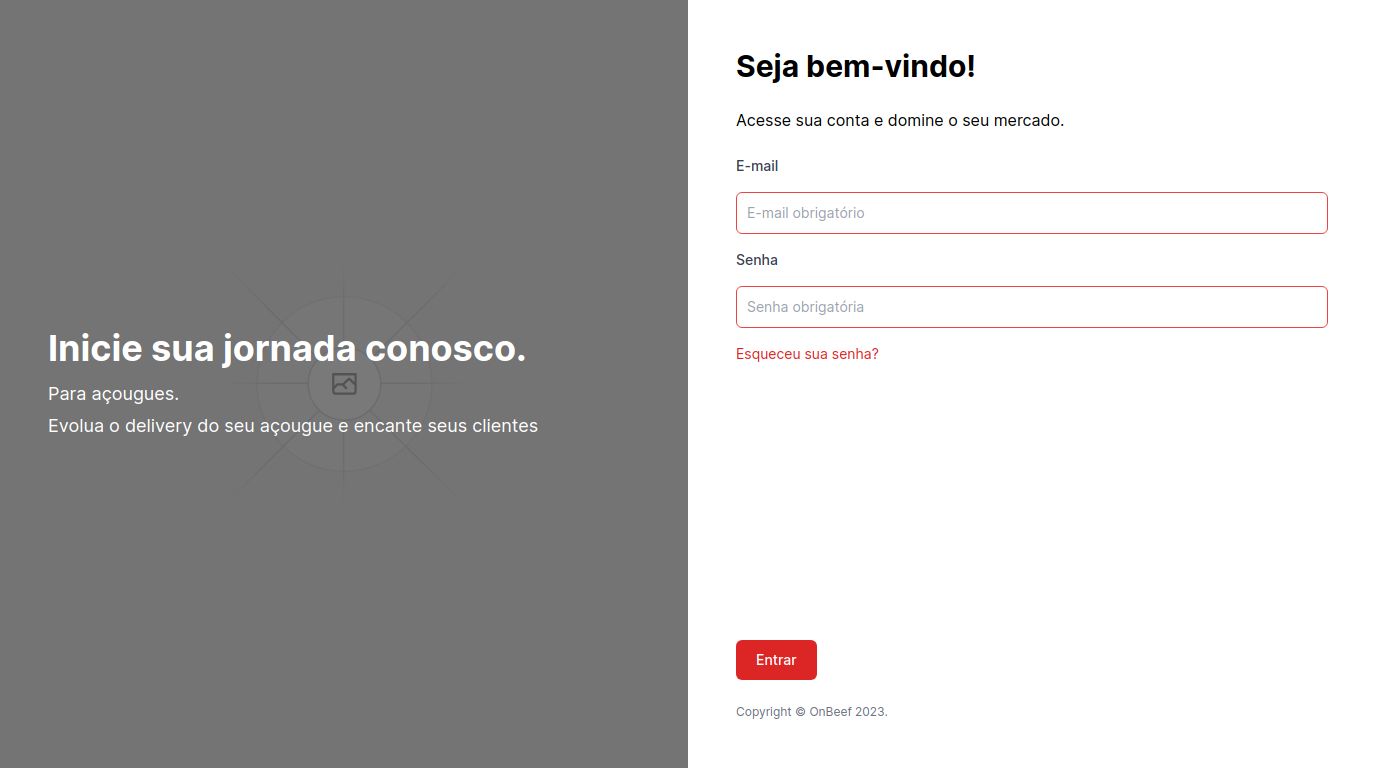 Inicie sua jornada conosco.
Para açougues.
Evolua o delivery do seu açougue e encante seus clientes
Seja bem-vindo!
Acesse sua conta e domine o seu mercado.
E-mail
E-mail obrigatório
Senha
Senha obrigatória
Esqueceu sua senha?
Entrar
Copyright © OnBeef 2023.